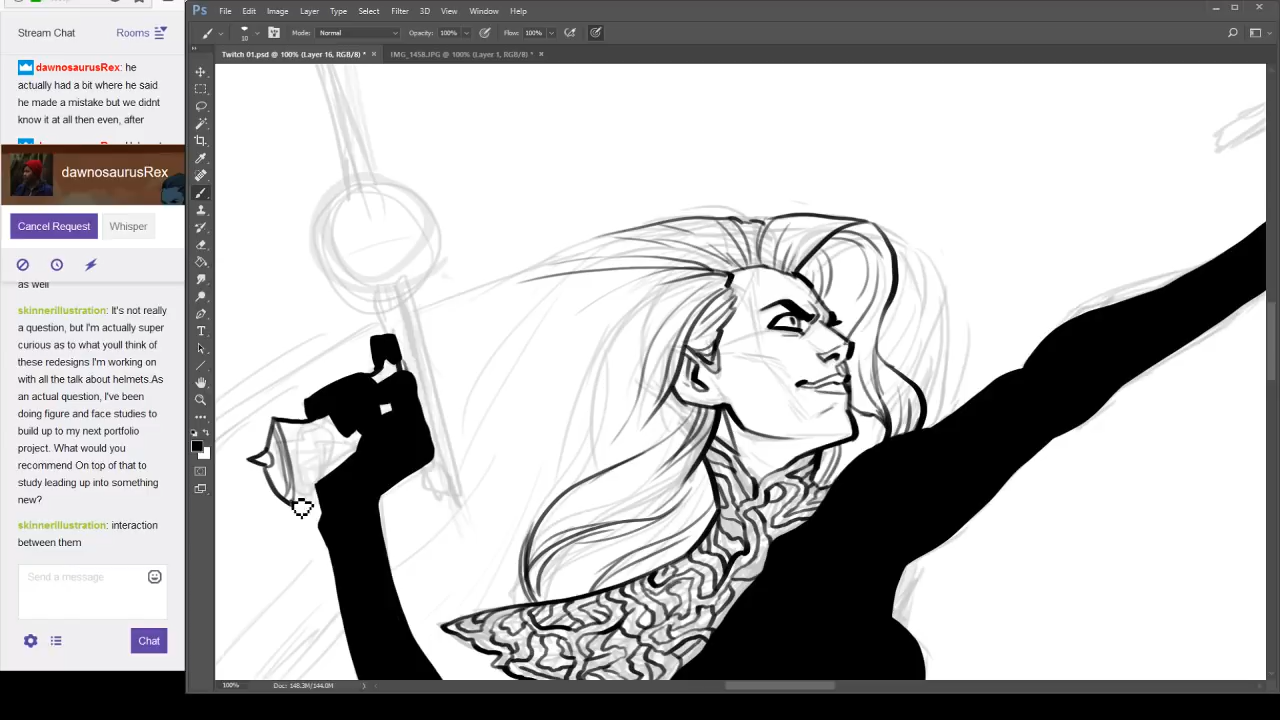 Stream Chat
Rooms
dawnosaurusRex: he
actually had a bit where he said
he made a mistake but we didnt
know it at all then even, after
dawnosaurusRex
Cancel Request
Whisper
as well
skinnerillustration: It's not really
a question, but I'm actually super
curious as to what youll think of
these redesigns I'm working on
with all the talk about helmets.As
an actual question, I've been
doing figure and face studies to
build up to my next portfolio
project. What would you
recommend On top of that to
study leading up into something
new?
skinnerillustration: interaction
between them
Send a message
Chat
Ps File Edit Image Layer Type Select Filter 3D View Window Help
10 Mode: Normal Opacity: 100% Flow: 100%
Twitch 01.psd @ 100% (Layer 16, RGB/8) * × IMG_1458.JPG @ 100% (Layer 1, RGB/8) * ×
100% Doc: 148.3M/144.0M